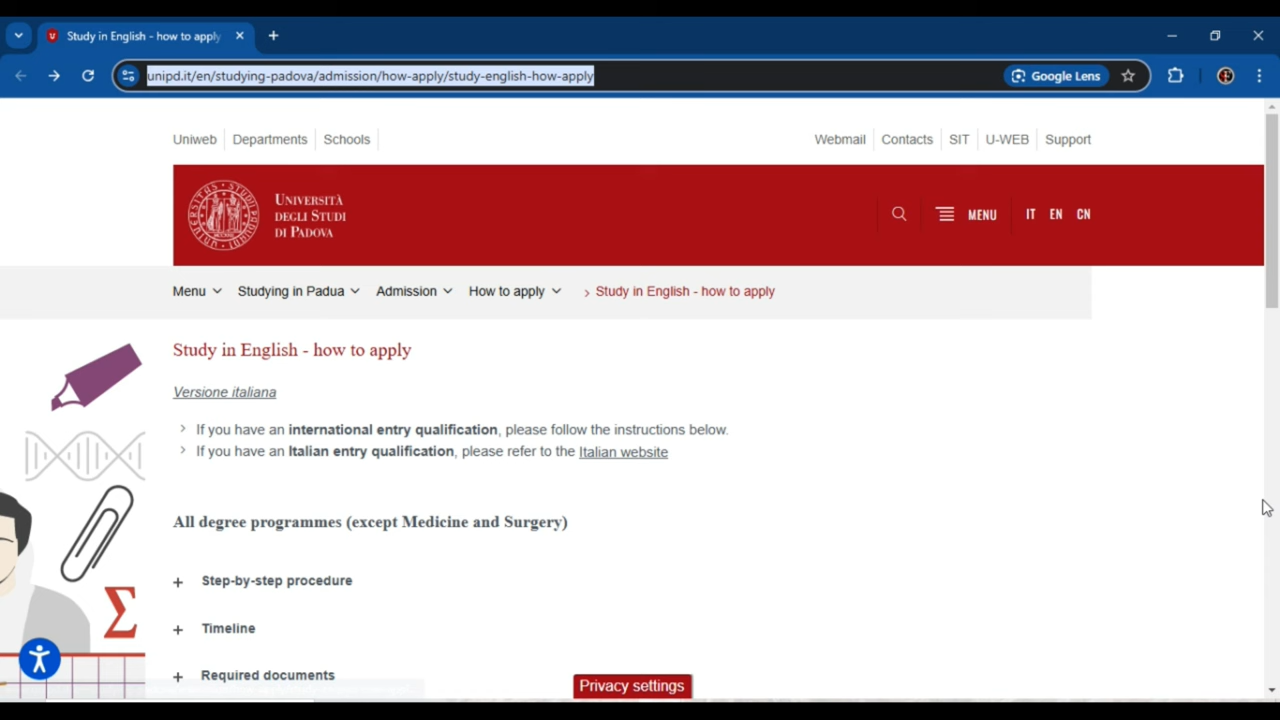 Study in English - how to apply
unipd.it/en/studying-padova/admission/how-apply/study-english-how-apply
Google Lens
Uniweb Departments Schools
Webmail Contacts SIT U-WEB Support
UNIVERSITÀ
DEGLI STUDI
DI PADOVA
MENU IT EN CN
Menu Studying in Padua Admission How to apply Study in English - how to apply
Study in English - how to apply
Versione italiana
If you have an international entry qualification, please follow the instructions below.
If you have an Italian entry qualification, please refer to the Italian website
All degree programmes (except Medicine and Surgery)
+ Step-by-step procedure
+ Timeline
+ Required documents
Σ
Privacy settings